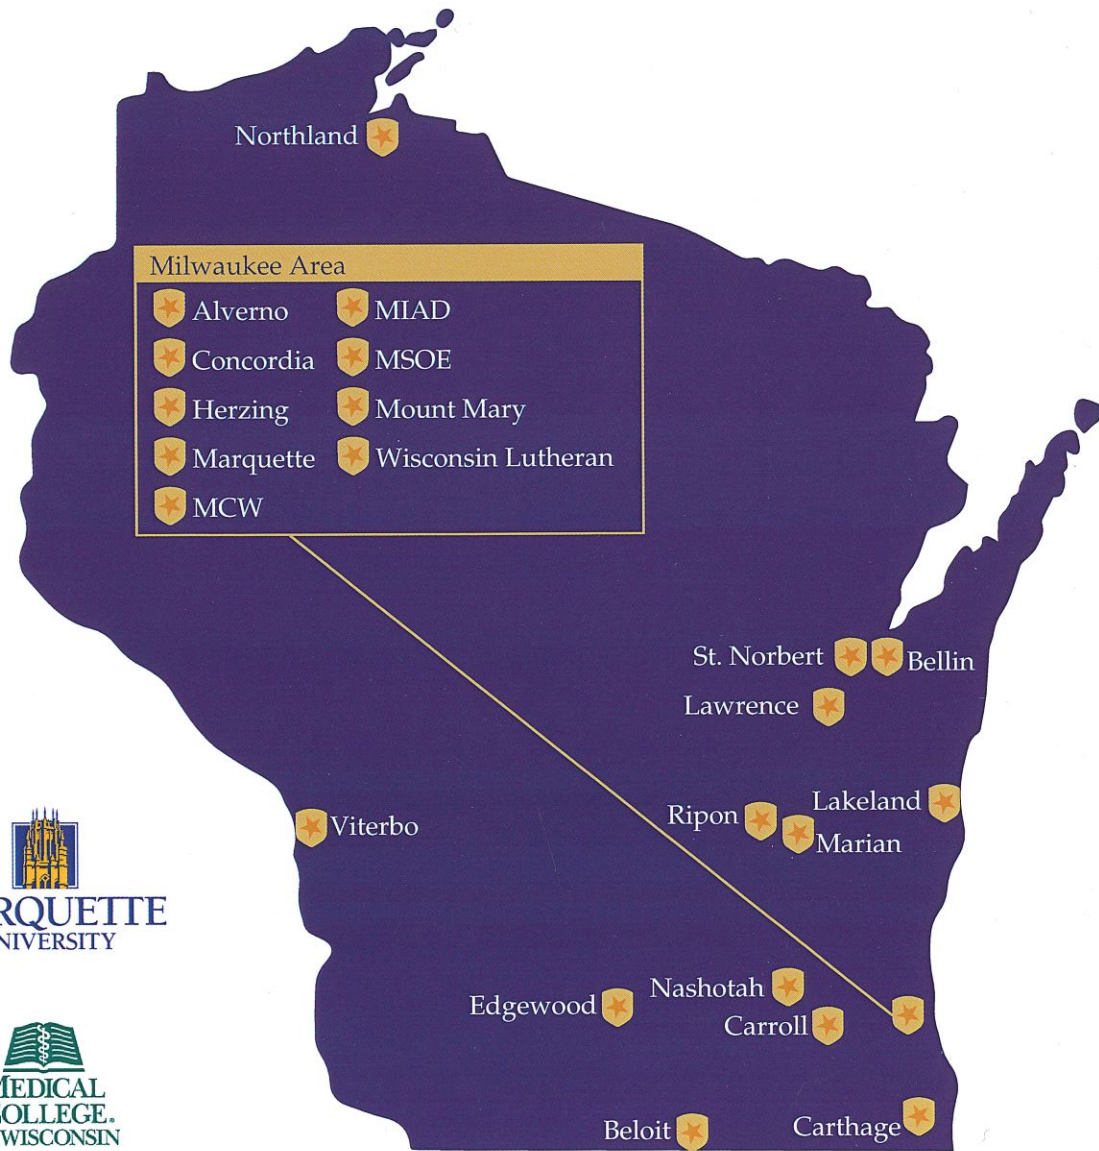 Northland
Milwaukee Area
Alverno
Concordia
Herzing
Marquette
MCW
MIAD
MSOE
Mount Mary
Wisconsin Lutheran
St. Norbert
Bellin
Lawrence
Lakeland
Ripon
Marian
Viterbo
RQUETTE
NIVERSITY
Nashotah
Edgewood
Carroll
MEDICAL
COLLEGE.
WISCONSIN
Beloit
Carthage